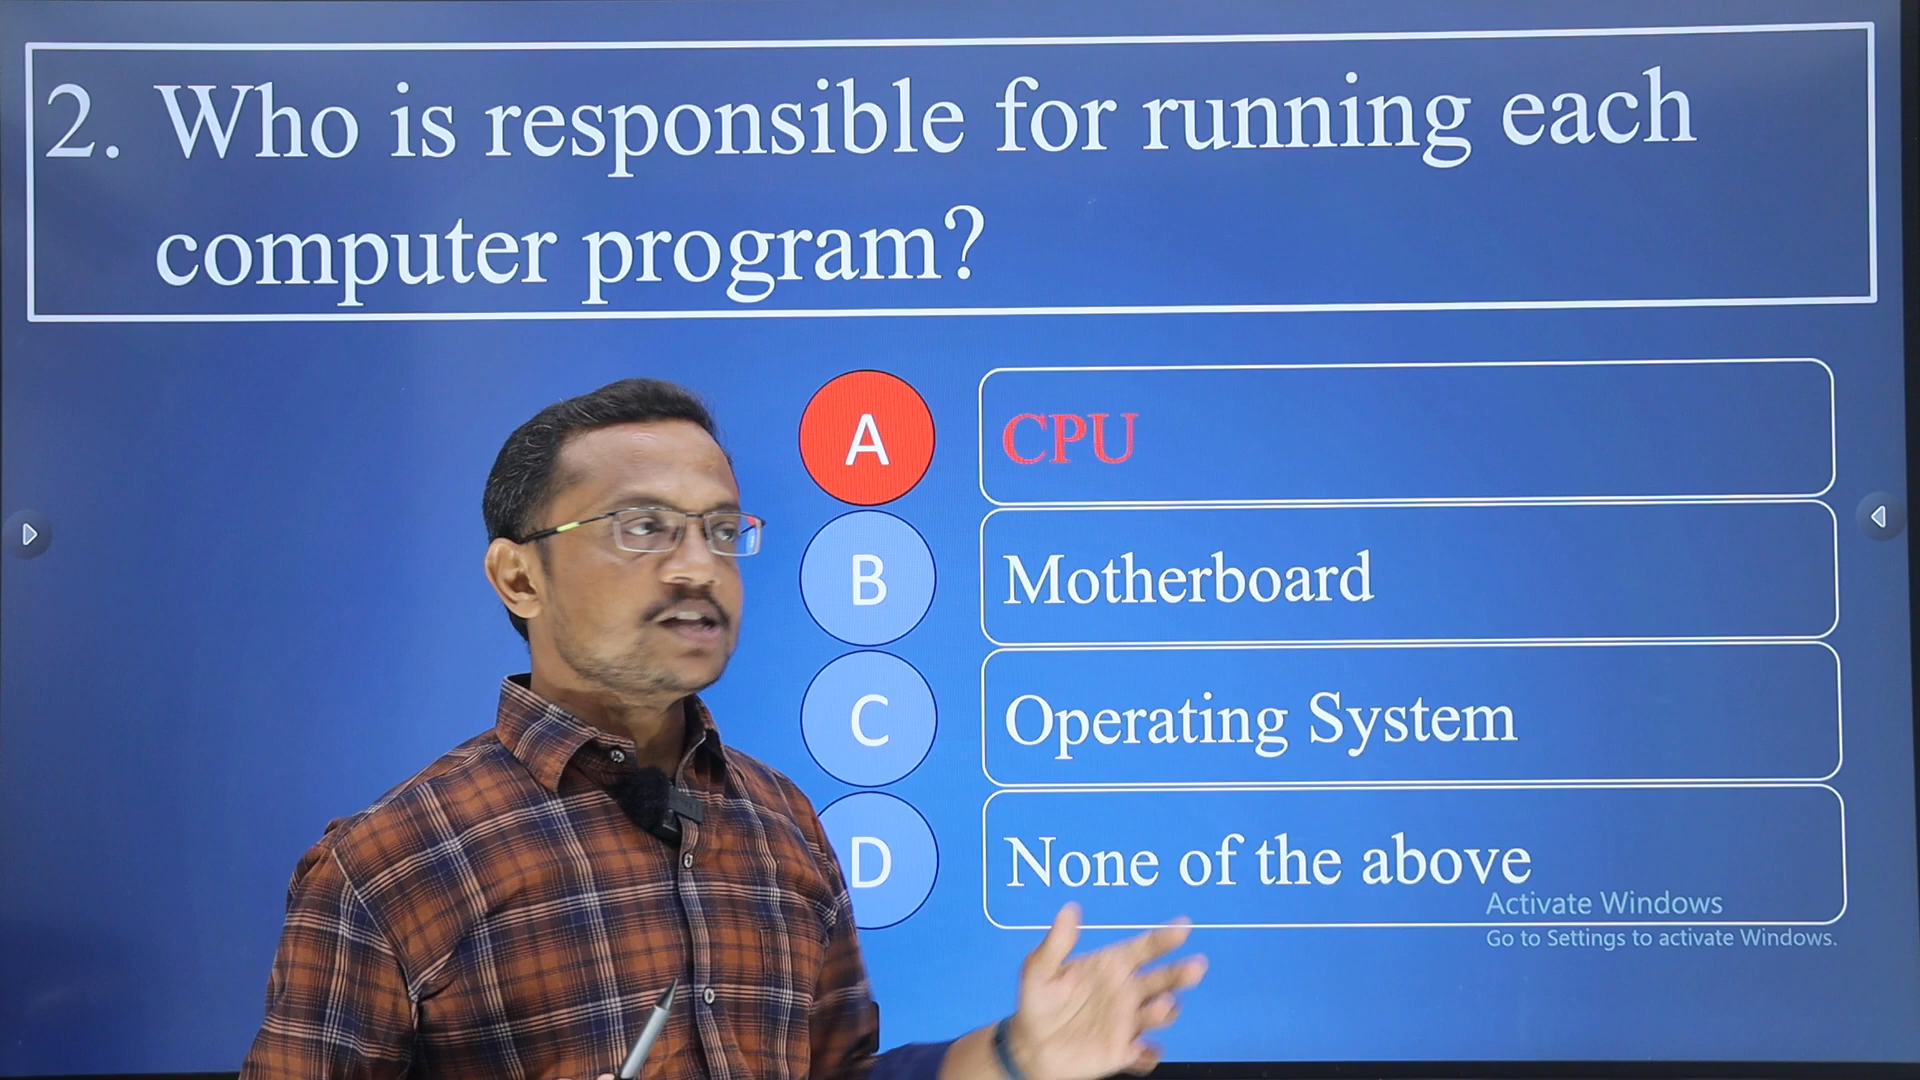 2. Who is responsible for running each
computer program?
A CPU
B Motherboard
C Operating System
D None of the above
Activate Windows
Go to Settings to activate Windows.